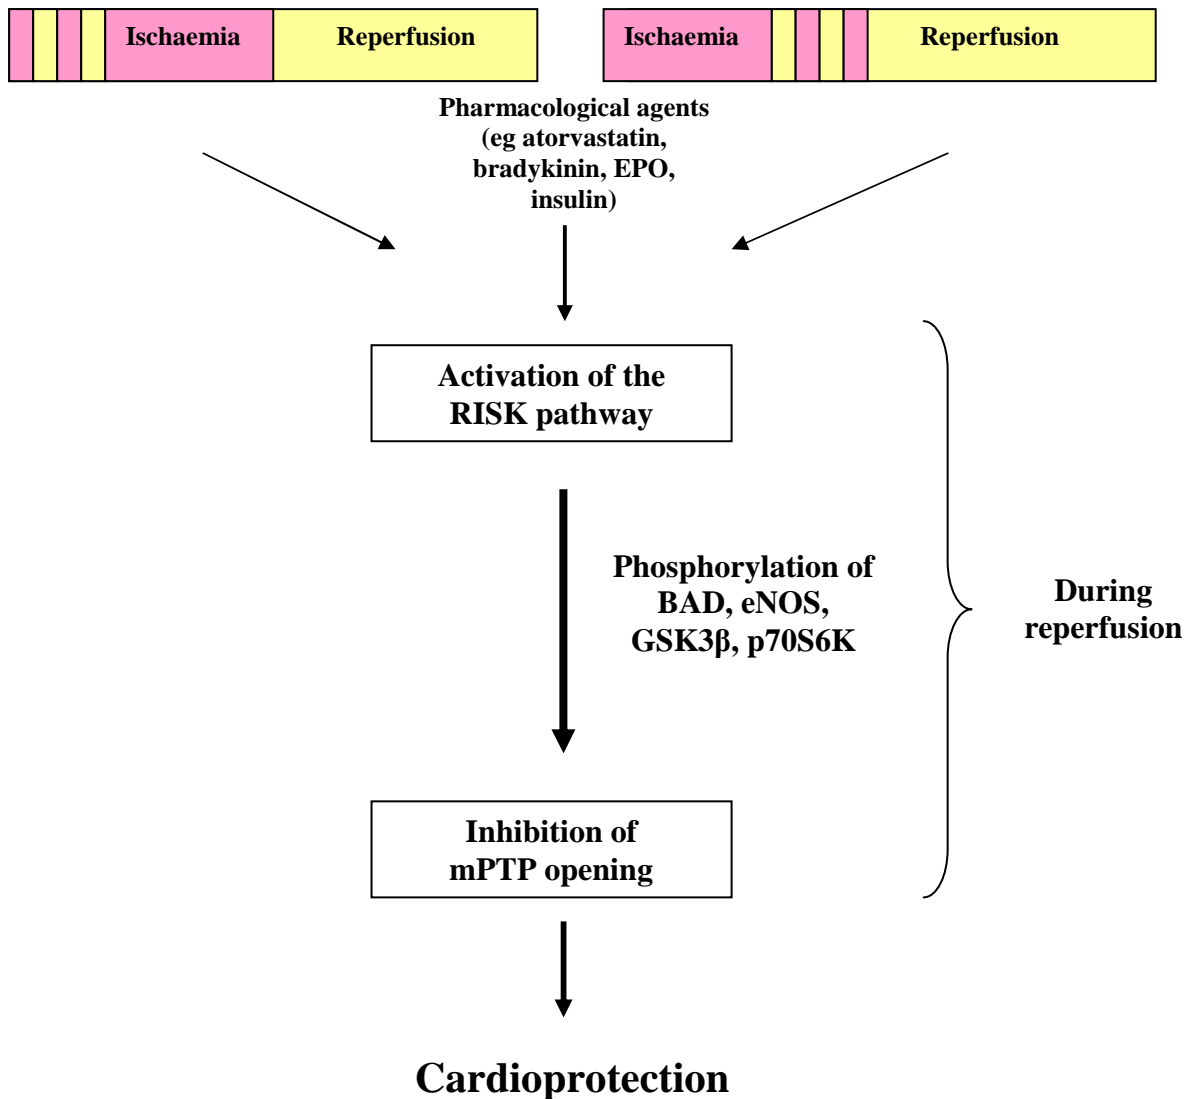 Ischaemia
Reperfusion
Ischaemia
Reperfusion
Pharmacological agents
(eg atorvastatin,
bradykinin, EPO,
insulin)
Activation of the
RISK pathway
Phosphorylation of
BAD, eNOS,
GSK3β, p70S6K
During
reperfusion
Inhibition of
mPTP opening
Cardioprotection